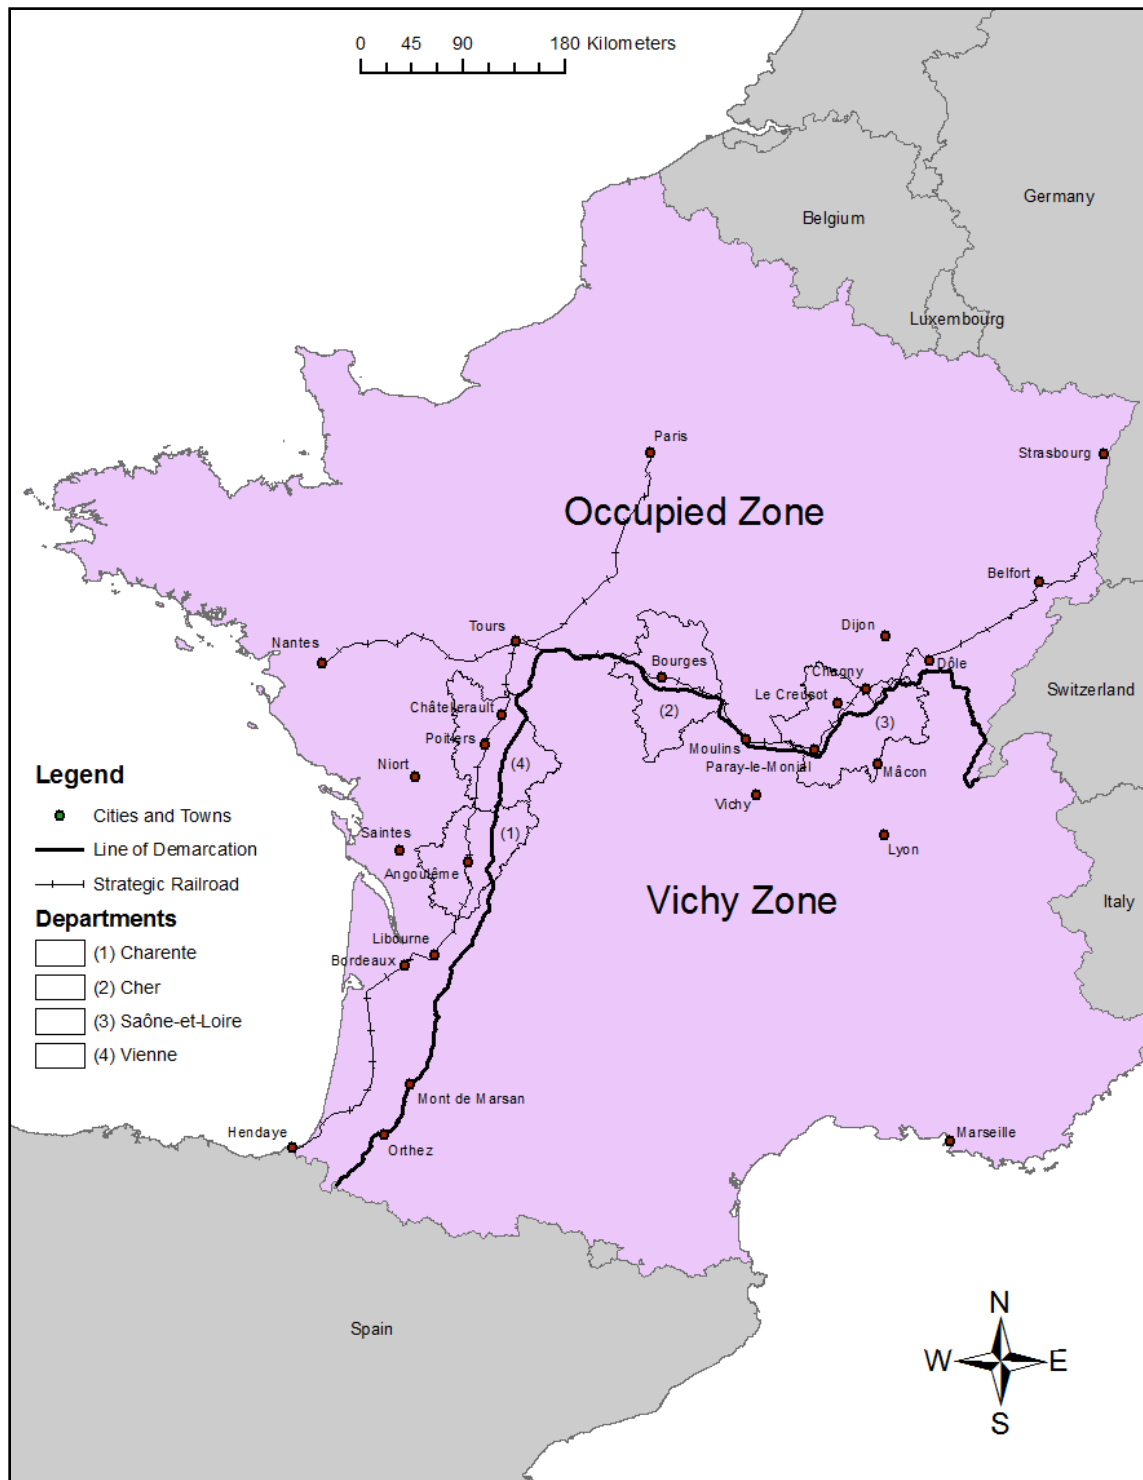 0 45 90 180 Kilometers
Germany
Belgium
Luxembourg
Paris
Strasbourg
Occupied Zone
Belfort
Dijon
Tours
Nantes
Bourges
Chagny
Dôle
Le Creusot
Switzerland
Châtellerault
(2)
(3)
Poitiers
Moulins
Paray-le-Monial
(4)
Mâcon
Niort
Vichy
Legend
Cities and Towns
Line of Demarcation
Strategic Railroad
Departments
(1) Charente
(2) Cher
(3) Saône-et-Loire
(4) Vienne
Saintes
(1)
Lyon
Angoulême
Vichy Zone
Italy
Libourne
Bordeaux
Mont de Marsan
Hendaye
Orthez
Marseille
Spain
N
W E
S